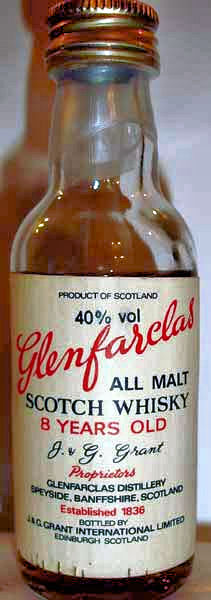 PRODUCT OF SCOTLAND
40% vol
Glenfarclas
ALL MALT
SCOTCH WHISKY
8 YEARS OLD
J. & G. Grant
Proprietors
GLENFARCLAS DISTILLERY
SPEYSIDE, BANFFSHIRE, SCOTLAND
Established 1836
BOTTLED BY
J.& G. GRANT INTERNATIONAL LIMITED
EDINBURGH SCOTLAND